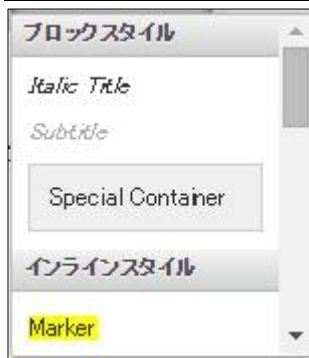 ブロックスタイル
Italic Title
Subtitle
Special Container
インラインスタイル
Marker